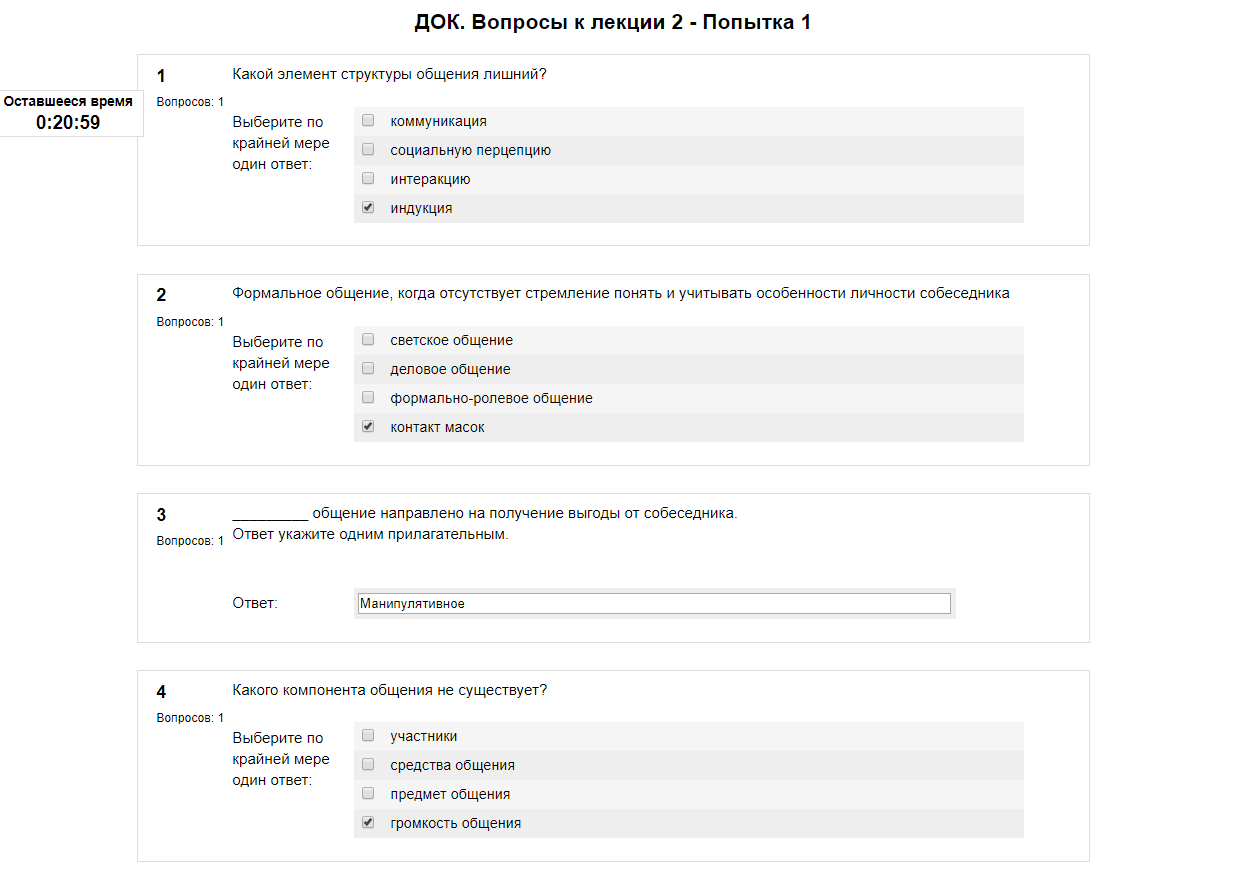 ДОК. Вопросы к лекции 2 - Попытка 1
Оставшееся время
0:20:59
1
Вопросов: 1
Какой элемент структуры общения лишний?
Выберите по
крайней мере
один ответ:
коммуникация
социальную перцепцию
интеракцию
индукция
2
Вопросов: 1
Формальное общение, когда отсутствует стремление понять и учитывать особенности личности собеседника
Выберите по
крайней мере
один ответ:
светское общение
деловое общение
формально-ролевое общение
контакт масок
3
Вопросов: 1
_________ общение направлено на получение выгоды от собеседника.
Ответ укажите одним прилагательным.
Ответ:
Манипулятивное
4
Вопросов: 1
Какого компонента общения не существует?
Выберите по
крайней мере
один ответ:
участники
средства общения
предмет общения
громкость общения